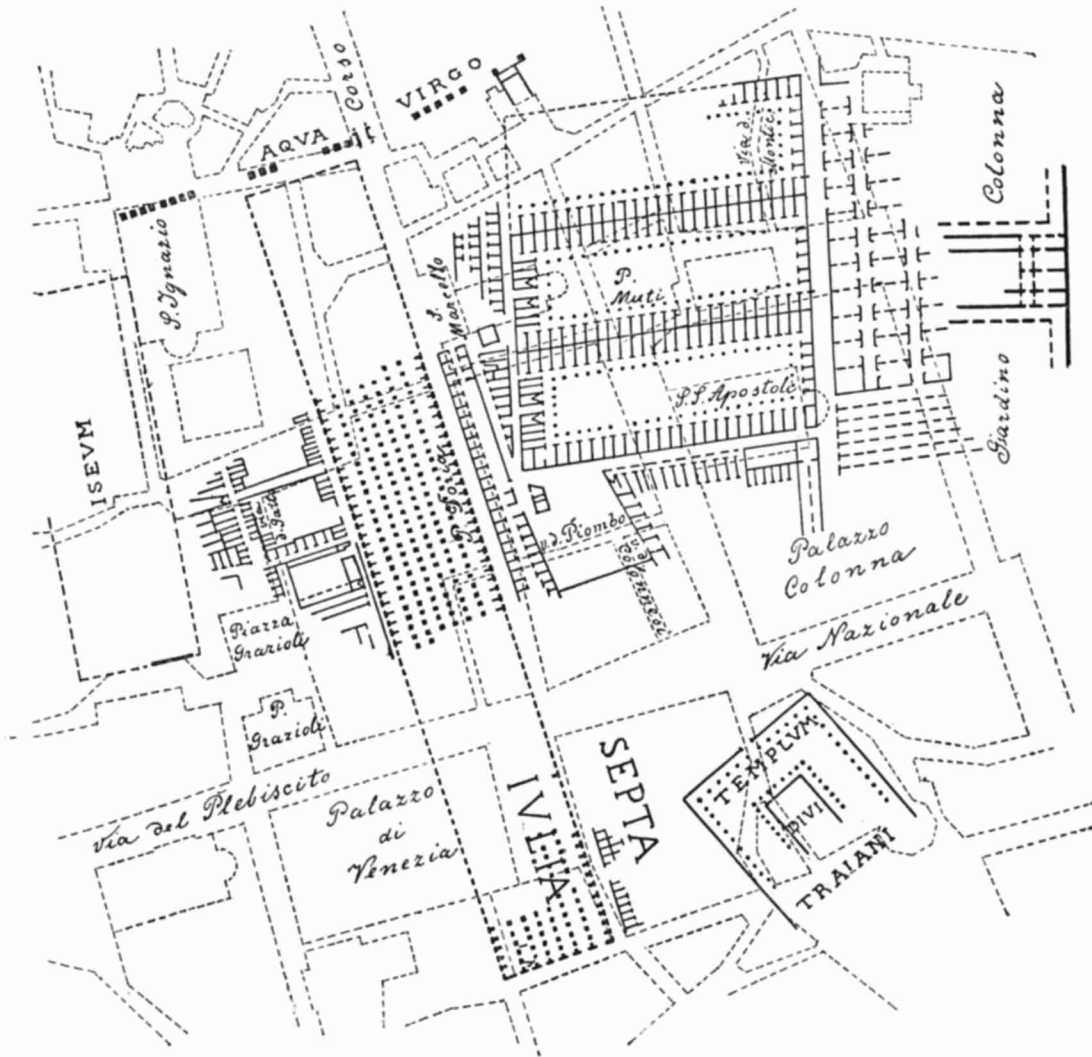 Corso
VIRGO
AQVA
Colonna
S. Ignazio
S.
Marcello
P.
Muti
ISEVM
SS. Apostoli
Giardino
v. d. Piombo
Palazzo
Colonna
Piazza
Grazioli
Via Nazionale
P.
Grazioli
SEPTA
IVLIA
TEMPLVM
DIVI
TRAIANI
Via del Plebiscito
Palazzo
di
Venezia